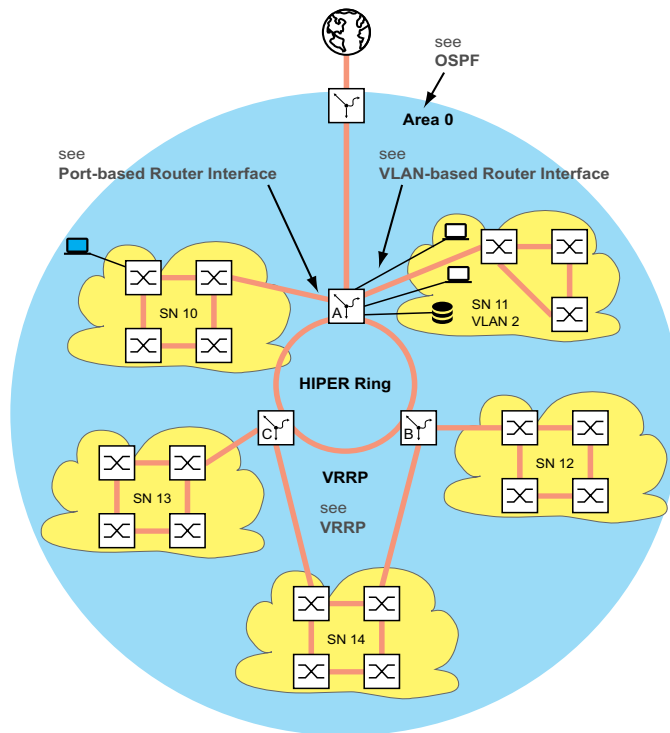 see
OSPF
Area 0
see
Port-based Router Interface
see
VLAN-based Router Interface
SN 10
A
SN 11
VLAN 2
HIPER Ring
C
B
VRRP
SN 12
SN 13
see
VRRP
SN 14